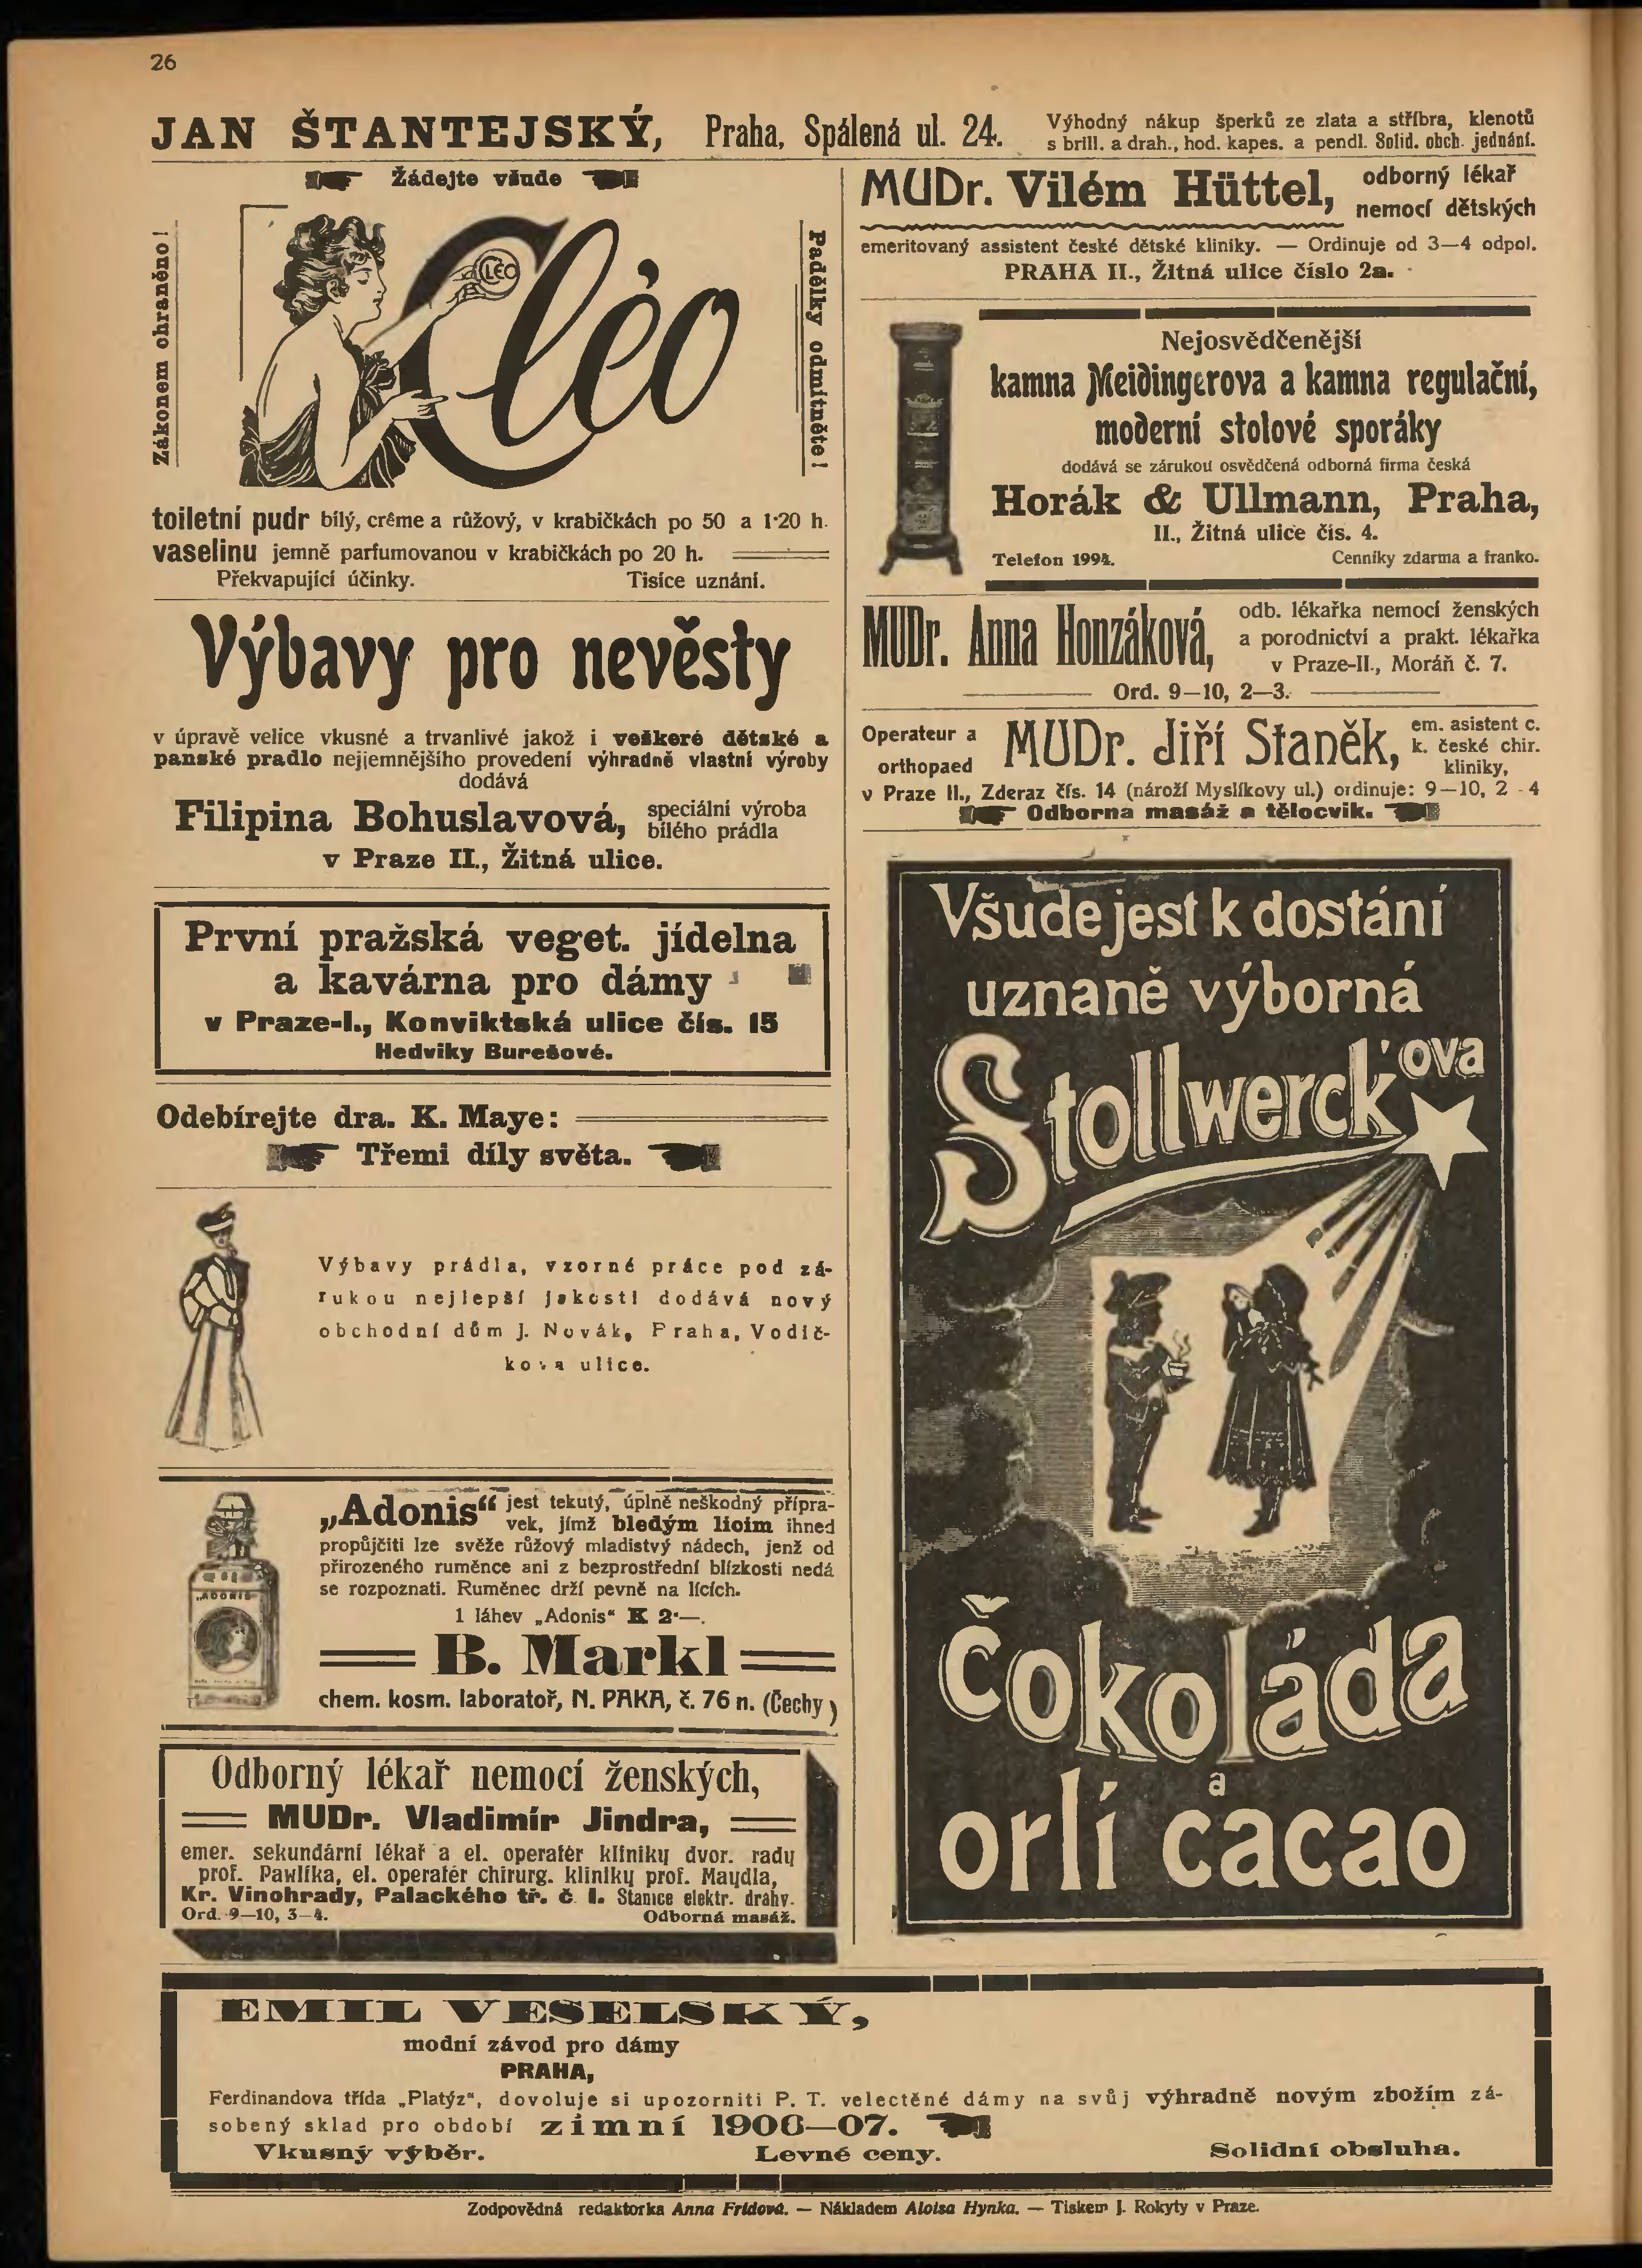 26
JAN ŠTANTEJSKÝ, Praha, Spálená ul. 24.
Výhodný nákup šperků ze zlata a stříbra, klenotů
s brill. a drah., hod. kapes. a pendl. Solid. obch. jednání.
Žádejte všude
Zákonem ohraněno!
Cléo
CLÉO
Padělky odmítněte!
toiletní pudr bílý, crême a růžový, v krabičkách po 50 a 1·20 h.
vaselinu jemně parfumovanou v krabičkách po 20 h.
Překvapující účinky. Tisíce uznání.
Výbavy pro nevěsty
v úpravě velice vkusné a trvanlivé jakož i veškeré dětské a
panské pradlo nejjemnějšího provedení výhradně vlastní výroby
dodává
Filipina Bohuslavová, speciální výroba
bílého prádla
v Praze II., Žitná ulice.
První pražská veget. jídelna
a kavárna pro dámy
v Praze-I., Konviktská ulice čís. 15
Hedviky Burešové.
Odebírejte dra. K. Maye:
Třemi díly světa.
Výbavy prádla, vzorné práce pod zá-
rukou nejlepší jakosti dodává nový
obchodní dům J. Novák, Praha, Vodič-
kova ulice.
„Adonis“ jest tekutý, úplně neškodný přípra-
vek, jímž bledým licím ihned
propůjčiti lze svěže růžový mladistvý nádech, jenž od
přirozeného ruměnce ani z bezprostřední blízkosti nedá
se rozpoznati. Ruměnec drží pevně na lících.
„ADONIS“
1 láhev „Adonis“ K 2·—.
B. Markl
chem. kosm. laboratoř, N. PAKA, č. 76 n. (Čechy)
Odborný lékař nemocí ženských,
MUDr. Vladimír Jindra,
emer. sekundární lékař a el. operatér kliniky dvor. rady
prof. Pawlíka, el. operatér chirurg. kliniky prof. Maydla,
Kr. Vinohrady, Palackého tř. č. 1. Stanice elektr. dráhy.
Ord. 9—10, 3—4. Odborná masáž.
MUDr. Vilém Hüttel, odborný lékař
nemocí dětských
emeritovaný assistent české dětské kliniky. — Ordinuje od 3—4 odpol.
PRAHA II., Žitná ulice číslo 2a.
Nejosvědčenější
kamna Meidingerova a kamna regulační,
moderní stolové sporáky
dodává se zárukou osvědčená odborná firma česká
Horák & Ullmann, Praha,
II., Žitná ulice čís. 4.
Telefon 1994. Cenníky zdarma a franko.
MUDr. Anna Honzáková, odb. lékařka nemocí ženských
a porodnictví a prakt. lékařka
v Praze-II., Moráň č. 7.
Ord. 9—10, 2—3.
Operateur a
orthopaed
MUDr. Jiří Staněk, em. asistent c.
k. české chir.
kliniky,
v Praze II., Zderaz čís. 14 (nároží Myslíkovy ul.) ordinuje: 9—10, 2-4
Odborna masáž a tělocvik.
Všude jest k dostání
uznaně výborná
Stollwerck'ova
čokoláda
a
orlí cacao
EMIL VESELSKÝ,
modní závod pro dámy
PRAHA,
Ferdinandova třída „Platýz“, dovoluje si upozorniti P. T. velectěné dámy na svůj výhradně novým zbožím zá-
sobený sklad pro období zimní 1906—07.
Vkusný výběr. Levné ceny. Solidní obsluha.
Zodpovědná redaktorka Anna Frídová. — Nákladem Aloisa Hynka. — Tiskem J. Rokyty v Praze.